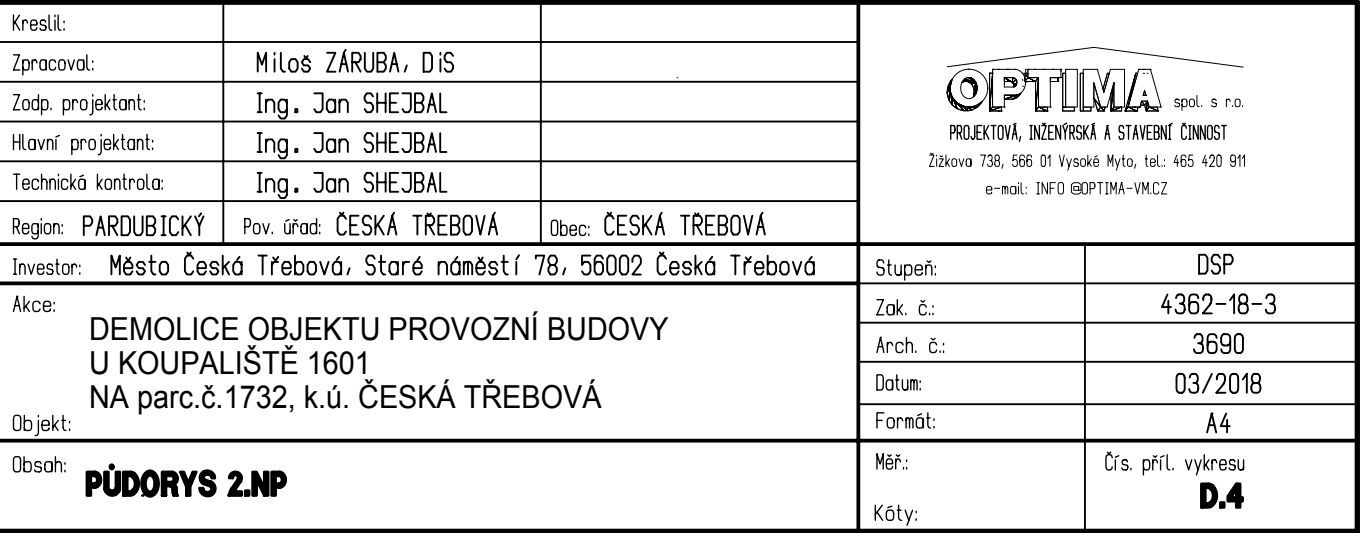 Kreslil:
Zpracoval: Miloš ZÁRUBA, DiS
Zodp. projektant: Ing. Jan SHEJBAL
Hlavní projektant: Ing. Jan SHEJBAL
Technická kontrola: Ing. Jan SHEJBAL
Region: PARDUBICKÝ Pov. úřad: ČESKÁ TŘEBOVÁ Obec: ČESKÁ TŘEBOVÁ
OPTIMA spol. s r.o.
PROJEKTOVÁ, INŽENÝRSKÁ A STAVEBNÍ ČINNOST
Žižkova 738, 566 01 Vysoké Myto, tel.: 465 420 911
e-mail: INFO @OPTIMA-VM.CZ
Investor: Město Česká Třebová, Staré náměstí 78, 56002 Česká Třebová
Akce:
DEMOLICE OBJEKTU PROVOZNÍ BUDOVY
U KOUPALIŠTĚ 1601
NA parc.č.1732, k.ú. ČESKÁ TŘEBOVÁ
Objekt:
Stupeň: DSP
Zak. č.: 4362-18-3
Arch. č.: 3690
Datum: 03/2018
Formát: A4
Obsah: PŮDORYS 2.NP
Měř.: Čís. příl. vykresu
D.4
Kóty: